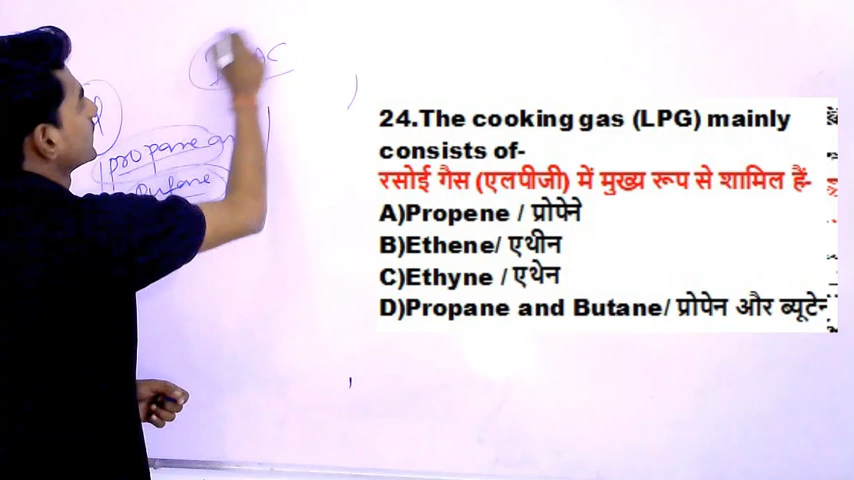 propane
Butane
24.The cooking gas (LPG) mainly
consists of-
रसोई गैस (एलपीजी) में मुख्य रूप से शामिल हैं-
A)Propene / प्रोपेने
B)Ethene/ एथीन
C)Ethyne / एथेन
D)Propane and Butane/ प्रोपेन और ब्यूटेन